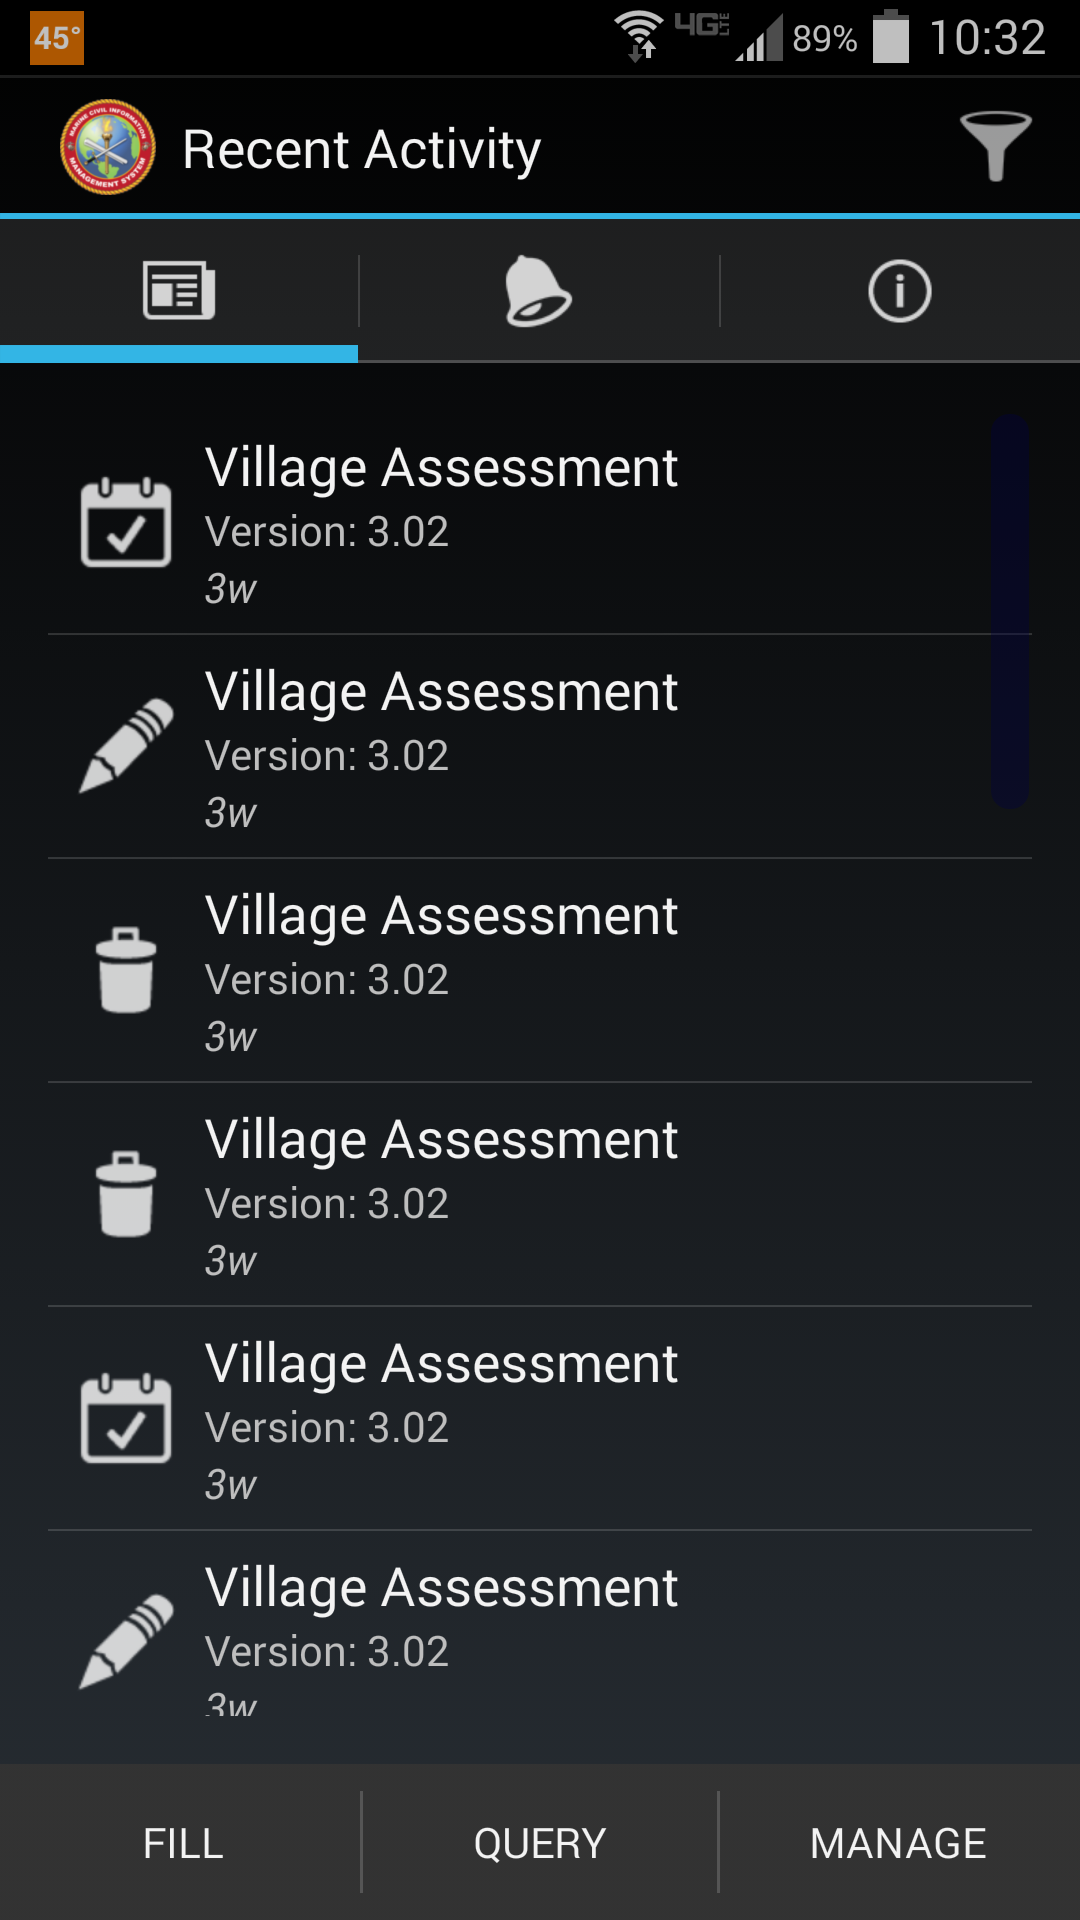 45°
4G LTE 89% 10:32
MARINE CIVIL INFORMATION
MANAGEMENT SYSTEM
Recent Activity
Village Assessment
Version: 3.02
3w
Village Assessment
Version: 3.02
3w
Village Assessment
Version: 3.02
3w
Village Assessment
Version: 3.02
3w
Village Assessment
Version: 3.02
3w
Village Assessment
Version: 3.02
3w
FILL QUERY MANAGE